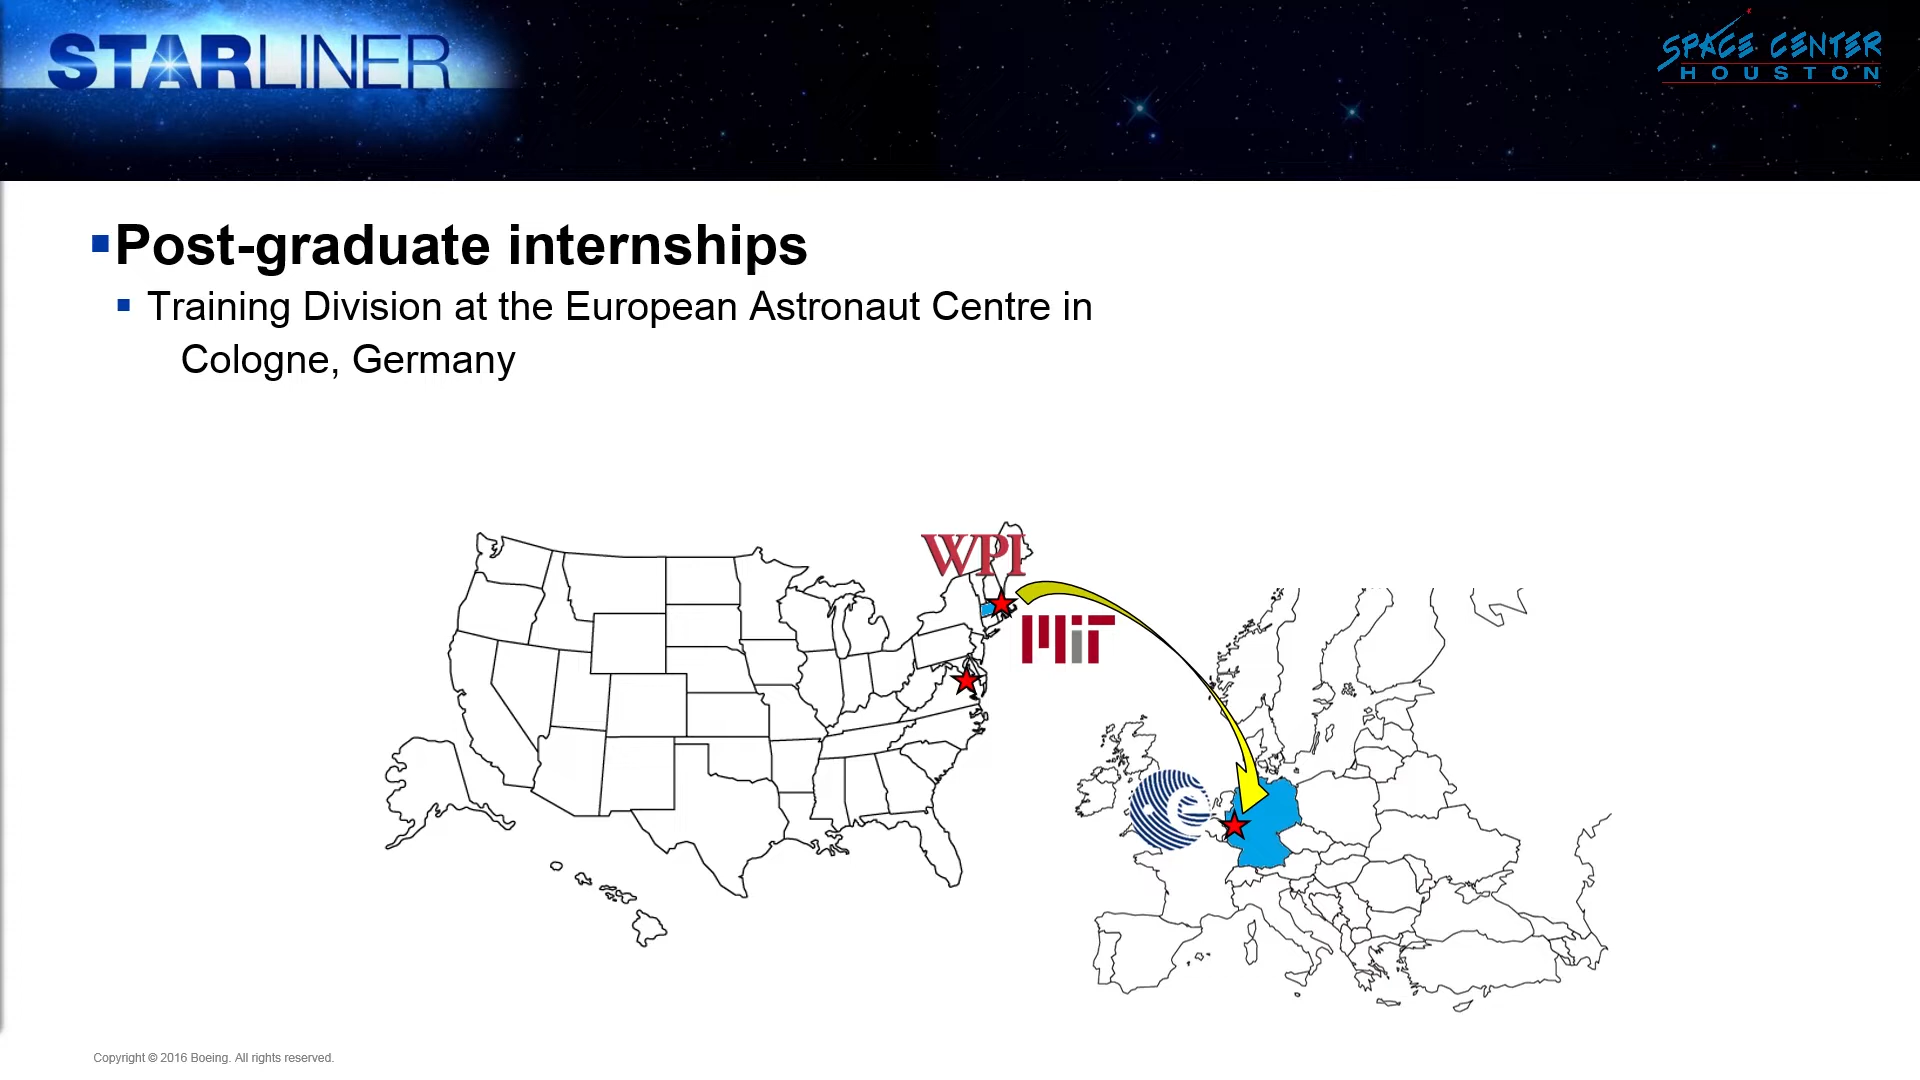 STARLINER
SPACE CENTER
HOUSTON
Post-graduate internships
Training Division at the European Astronaut Centre in
Cologne, Germany
WPI
MIT
e
Copyright © 2016 Boeing. All rights reserved.